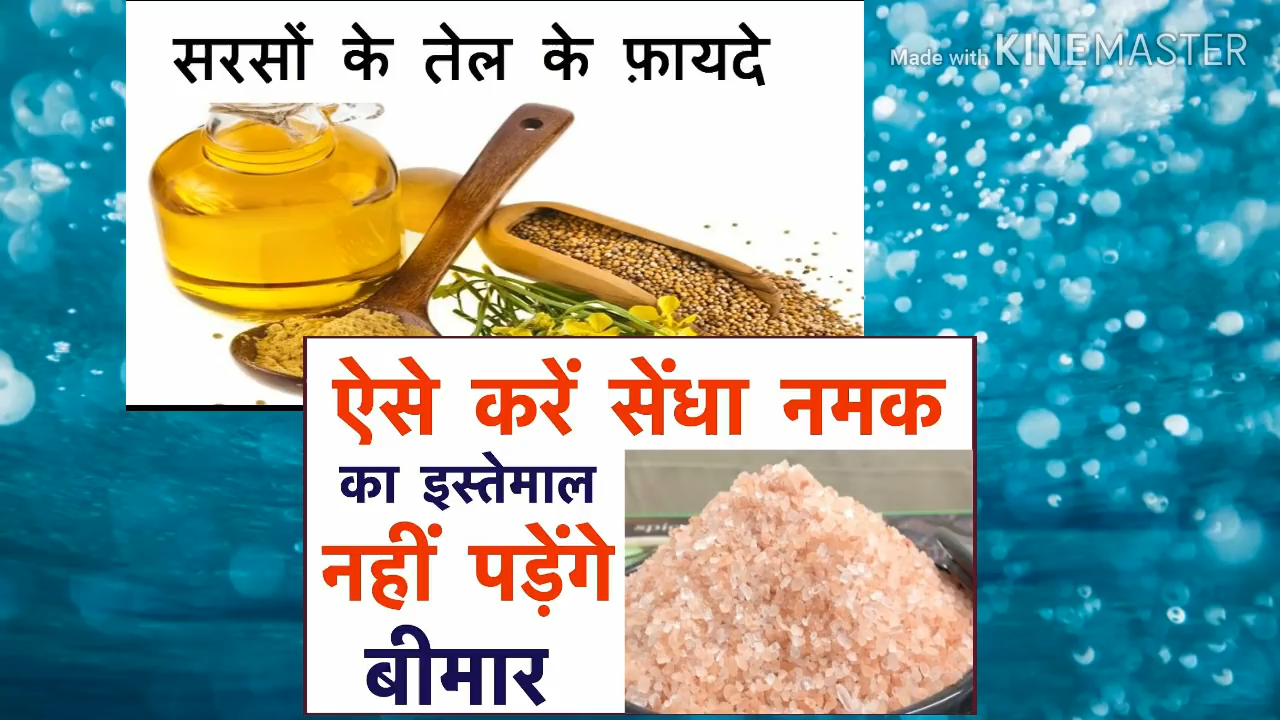 सरसों के तेल के फ़ायदे
Made with KINEMASTER
ऐसे करें सेंधा नमक
का इस्तेमाल
नहीं पड़ेंगे
बीमार